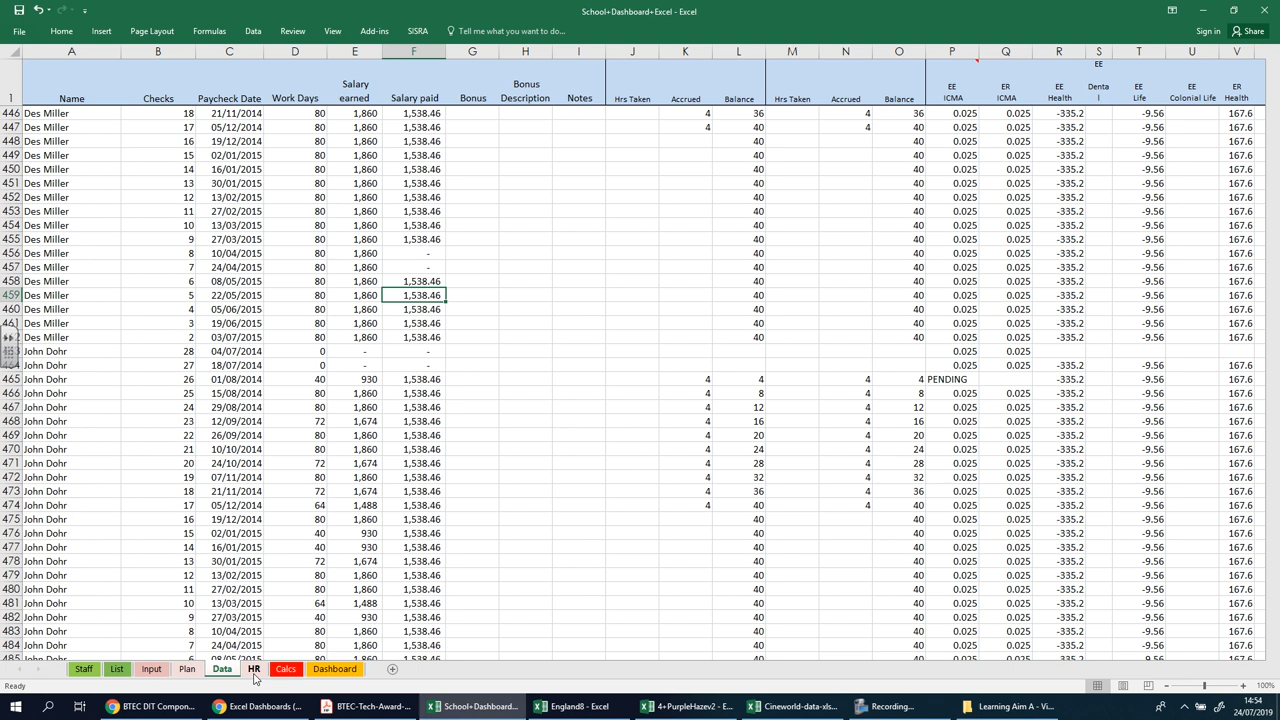 School+Dashboard+Excel - Excel
File Home Insert Page Layout Formulas Data Review View Add-ins SISRA Tell me what you want to do... Sign in Share
A B C D E F G H I J K L M N O P Q R S T U V
1 Name Checks Paycheck Date Work Days Salary earned Salary paid Bonus Bonus Description Notes Hrs Taken Accrued Balance Hrs Taken Accrued Balance EE ICMA ER ICMA EE Health EE Dental EE Life EE Colonial Life ER Health
446 Des Miller 18 21/11/2014 80 1,860 1,538.46 4 36 4 36 0.025 0.025 -335.2 -9.56 167.6
447 Des Miller 17 05/12/2014 80 1,860 1,538.46 4 40 4 40 0.025 0.025 -335.2 -9.56 167.6
448 Des Miller 16 19/12/2014 80 1,860 1,538.46 40 40 0.025 0.025 -335.2 -9.56 167.6
449 Des Miller 15 02/01/2015 80 1,860 1,538.46 40 40 0.025 0.025 -335.2 -9.56 167.6
450 Des Miller 14 16/01/2015 80 1,860 1,538.46 40 40 0.025 0.025 -335.2 -9.56 167.6
451 Des Miller 13 30/01/2015 80 1,860 1,538.46 40 40 0.025 0.025 -335.2 -9.56 167.6
452 Des Miller 12 13/02/2015 80 1,860 1,538.46 40 40 0.025 0.025 -335.2 -9.56 167.6
453 Des Miller 11 27/02/2015 80 1,860 1,538.46 40 40 0.025 0.025 -335.2 -9.56 167.6
454 Des Miller 10 13/03/2015 80 1,860 1,538.46 40 40 0.025 0.025 -335.2 -9.56 167.6
455 Des Miller 9 27/03/2015 80 1,860 1,538.46 40 40 0.025 0.025 -335.2 -9.56 167.6
456 Des Miller 8 10/04/2015 80 1,860 - 40 40 0.025 0.025 -335.2 -9.56 167.6
457 Des Miller 7 24/04/2015 80 1,860 - 40 40 0.025 0.025 -335.2 -9.56 167.6
458 Des Miller 6 08/05/2015 80 1,860 1,538.46 40 40 0.025 0.025 -335.2 -9.56 167.6
459 Des Miller 5 22/05/2015 80 1,860 1,538.46 40 40 0.025 0.025 -335.2 -9.56 167.6
460 Des Miller 4 05/06/2015 80 1,860 1,538.46 40 40 0.025 0.025 -335.2 -9.56 167.6
461 Des Miller 3 19/06/2015 80 1,860 1,538.46 40 40 0.025 0.025 -335.2 -9.56 167.6
Des Miller 2 03/07/2015 80 1,860 1,538.46 40 40 0.025 0.025 -335.2 -9.56 167.6
John Dohr 28 04/07/2014 0 - - 0.025 0.025
John Dohr 27 18/07/2014 0 - - 0.025 0.025 -335.2 -9.56 167.6
465 John Dohr 26 01/08/2014 40 930 1,538.46 4 4 4 4 PENDING -335.2 -9.56 167.6
466 John Dohr 25 15/08/2014 80 1,860 1,538.46 4 8 4 8 0.025 0.025 -335.2 -9.56 167.6
467 John Dohr 24 29/08/2014 80 1,860 1,538.46 4 12 4 12 0.025 0.025 -335.2 -9.56 167.6
468 John Dohr 23 12/09/2014 72 1,674 1,538.46 4 16 4 16 0.025 0.025 -335.2 -9.56 167.6
469 John Dohr 22 26/09/2014 80 1,860 1,538.46 4 20 4 20 0.025 0.025 -335.2 -9.56 167.6
470 John Dohr 21 10/10/2014 80 1,860 1,538.46 4 24 4 24 0.025 0.025 -335.2 -9.56 167.6
471 John Dohr 20 24/10/2014 72 1,674 1,538.46 4 28 4 28 0.025 0.025 -335.2 -9.56 167.6
472 John Dohr 19 07/11/2014 80 1,860 1,538.46 4 32 4 32 0.025 0.025 -335.2 -9.56 167.6
473 John Dohr 18 21/11/2014 72 1,674 1,538.46 4 36 4 36 0.025 0.025 -335.2 -9.56 167.6
474 John Dohr 17 05/12/2014 64 1,488 1,538.46 4 40 4 40 0.025 0.025 -335.2 -9.56 167.6
475 John Dohr 16 19/12/2014 80 1,860 1,538.46 40 40 0.025 0.025 -335.2 -9.56 167.6
476 John Dohr 15 02/01/2015 40 930 1,538.46 40 40 0.025 0.025 -335.2 -9.56 167.6
477 John Dohr 14 16/01/2015 40 930 1,538.46 40 40 0.025 0.025 -335.2 -9.56 167.6
478 John Dohr 13 30/01/2015 72 1,674 1,538.46 40 40 0.025 0.025 -335.2 -9.56 167.6
479 John Dohr 12 13/02/2015 80 1,860 1,538.46 40 40 0.025 0.025 -335.2 -9.56 167.6
480 John Dohr 11 27/02/2015 80 1,860 1,538.46 40 40 0.025 0.025 -335.2 -9.56 167.6
481 John Dohr 10 13/03/2015 64 1,488 1,538.46 40 40 0.025 0.025 -335.2 -9.56 167.6
482 John Dohr 9 27/03/2015 40 930 1,538.46 40 40 0.025 0.025 -335.2 -9.56 167.6
483 John Dohr 8 10/04/2015 80 1,860 1,538.46 40 40 0.025 0.025 -335.2 -9.56 167.6
484 John Dohr 7 24/04/2015 80 1,860 1,538.46 40 40 0.025 0.025 -335.2 -9.56 167.6
485 John Dohr 6 08/05/2015 80 1,860 1,538.46 40 40 0.025 0.025 -335.2 -9.56 167.6
Staff List Input Plan Data HR Calcs Dashboard
Ready 100%
BTEC DIT Compon... Excel Dashboards (r... BTEC-Tech-Award-... School+Dashboard... England8 - Excel 4+PurpleHazev2 - E... Cineworld-data-xls... Recording... Learning Aim A - Vi... 14:04
24/07/2019